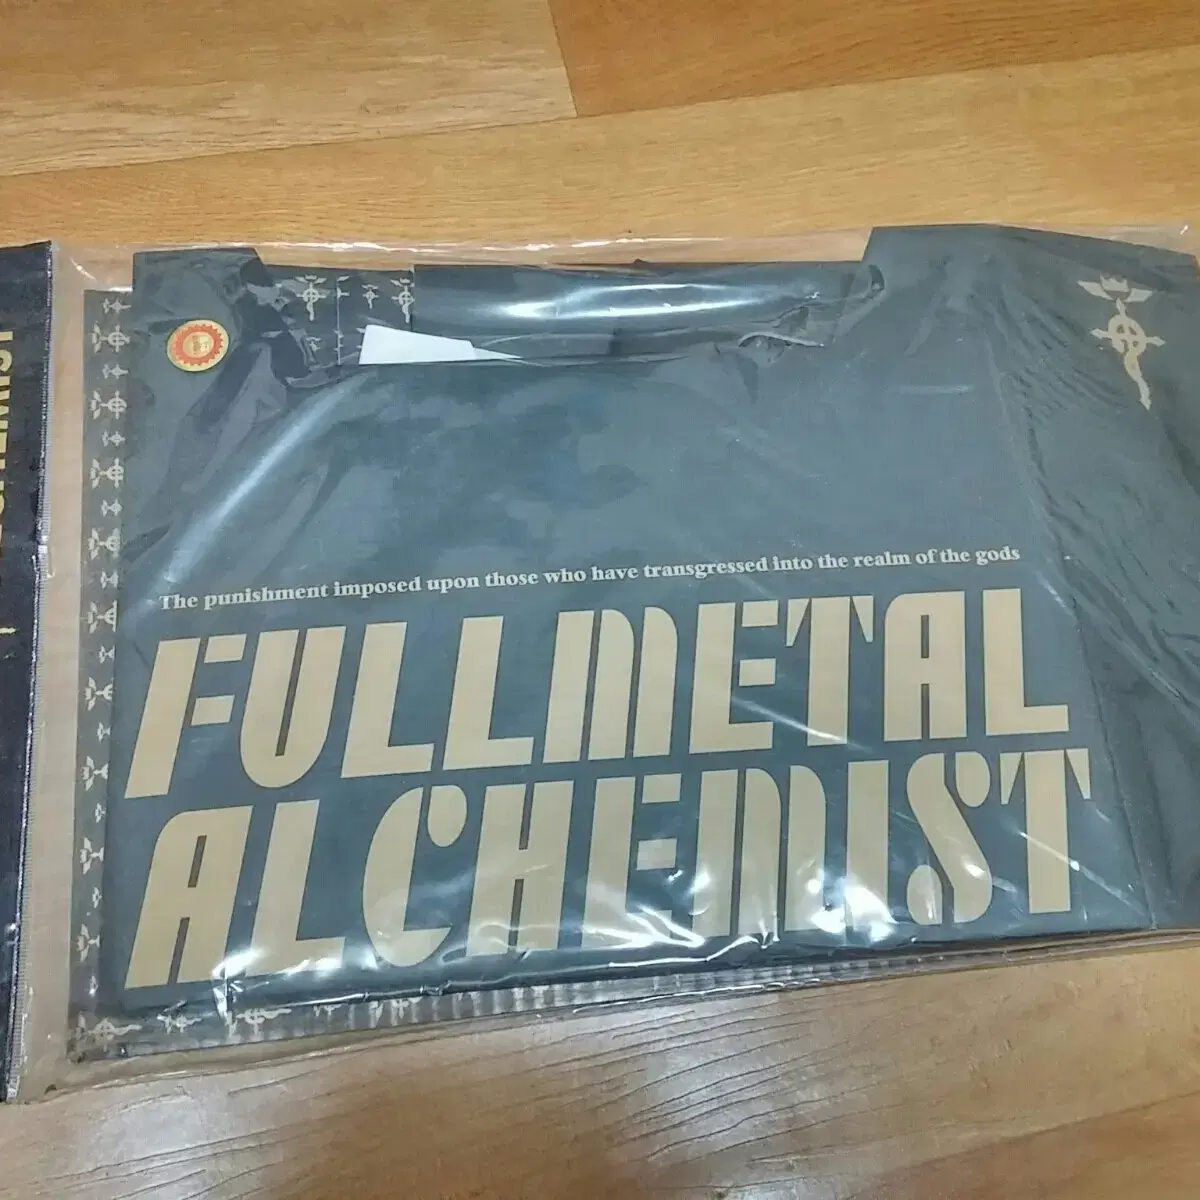 The punishment imposed upon those who have transgressed into the realm of the gods
FULLMETAL
ALCHEMIST